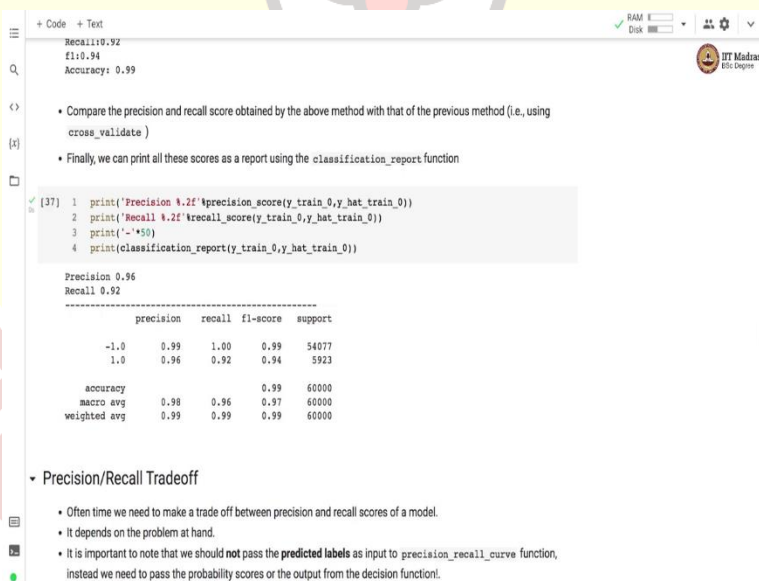 + Code + Text
RAM
Disk
IIT Madras
BSc Degree
Recall:0.92
f1:0.94
Accuracy: 0.99
• Compare the precision and recall score obtained by the above method with that of the previous method (i.e., using
cross_validate )
• Finally, we can print all these scores as a report using the classification_report function
[37] 1 print('Precision %.2f'%precision_score(y_train_0,y_hat_train_0))
2 print('Recall %.2f'%recall_score(y_train_0,y_hat_train_0))
3 print('-'*50)
4 print(classification_report(y_train_0,y_hat_train_0))
Precision 0.96
Recall 0.92
--------------------------------------------------
precision recall f1-score support
-1.0 0.99 1.00 0.99 54077
1.0 0.96 0.92 0.94 5923
accuracy 0.99 60000
macro avg 0.98 0.96 0.97 60000
weighted avg 0.99 0.99 0.99 60000
Precision/Recall Tradeoff
• Often time we need to make a trade off between precision and recall scores of a model.
• It depends on the problem at hand.
• It is important to note that we should not pass the predicted labels as input to precision_recall_curve function,
instead we need to pass the probability scores or the output from the decision function!.